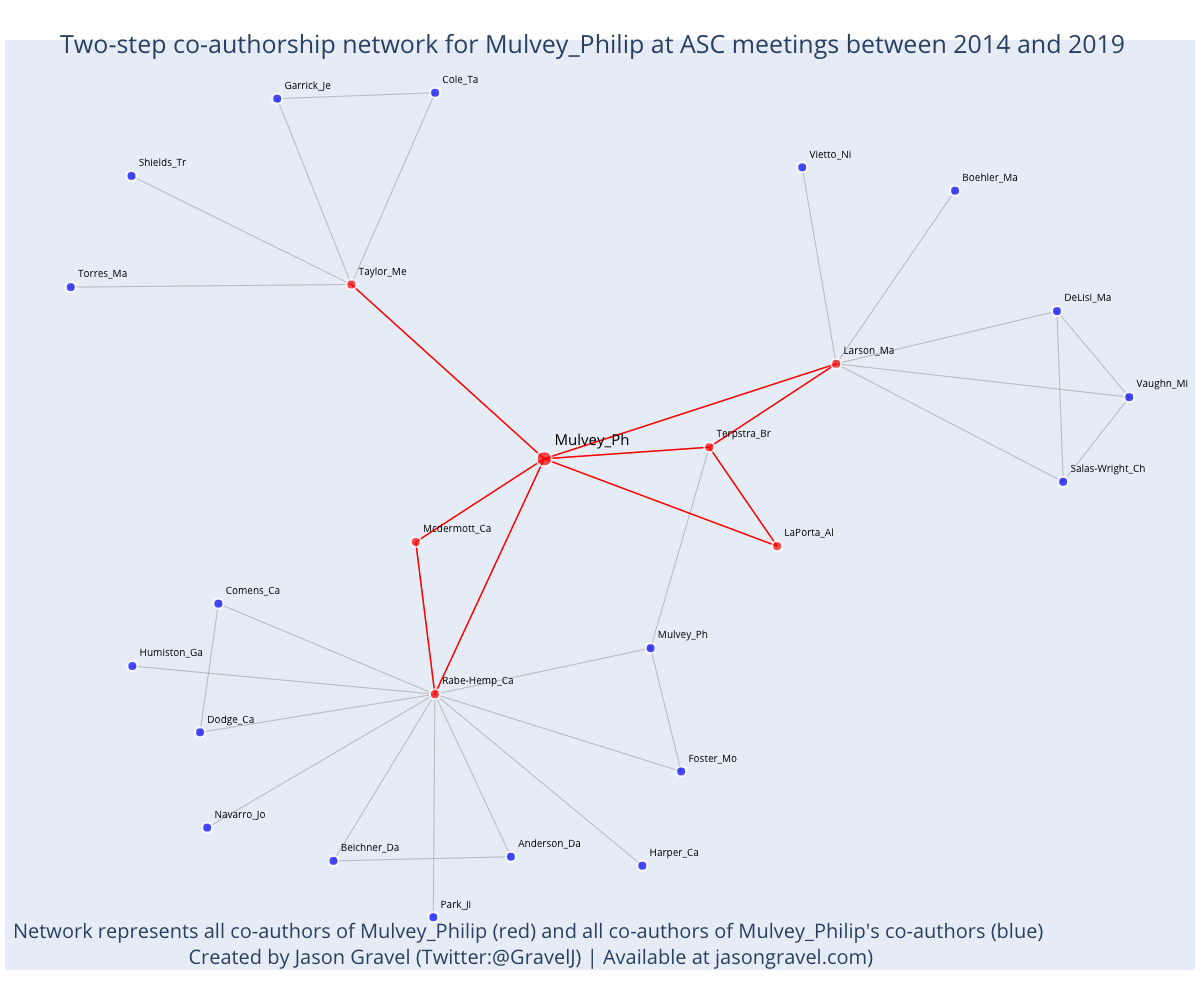 Two-step co-authorship network for Mulvey_Philip at ASC meetings between 2014 and 2019
Cole_Ta
Garrick_Je
Vietto_Ni
Shields_Tr
Boehler_Ma
Taylor_Me
Torres_Ma
DeLisi_Ma
Larson_Ma
Vaughn_Mi
Terpstra_Br
Mulvey_Ph
Salas-Wright_Ch
Mcdermott_Ca
LaPorta_Al
Comens_Ca
Mulvey_Ph
Humiston_Ga
Rabe-Hemp_Ca
Dodge_Ca
Foster_Mo
Navarro_Jo
Anderson_Da
Beichner_Da
Harper_Ca
Park_Ji
Network represents all co-authors of Mulvey_Philip (red) and all co-authors of Mulvey_Philip's co-authors (blue)
Created by Jason Gravel (Twitter:@GravelJ) | Available at jasongravel.com)